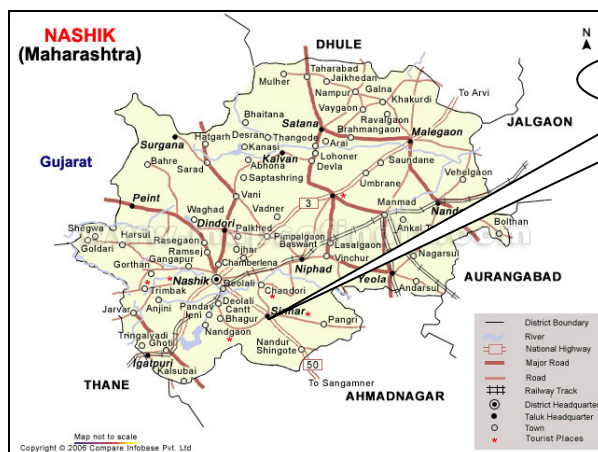 NASHIK
(Maharashtra)
DHULE
N
Taharabad
Mulher
Jaikhedan
Nampur
Galna
To Arvi
Khakurdi
Vaygaon
Ravalgaon
Bhaitana
Satana
Brahmangaon
Malegaon
JALGAON
Surgana
Hatgarh
Desran
Thangode
Arai
Kanasi
Gujarat
Kalvan
Lohoner
Saundane
Bahre
Sarad
Abhona
Devla
Vehelgaon
Saptashring
Umbrane
Peint
Vani
3
Manmad
Waghad
Vadner
Bolthan
Shegwa
Harsul
Dindori
Palkhed
Pimpalgaon
Ankai
Goldari
Rasegaon
Ojhar
Baswant
Lasalgaon
Ramsej
Nagarsul
Gorthan
Gangapur
Chamberlena
Niphad
Vinchur
AURANGABAD
Nashik
Yeola
Trimbak
Deolali
Chandori
Andarsul
Anjini
Deolali
Jarvar
Cantt
Bhagur
Sinnar
Pangri
Tringalvadi
Nandgaon
Ghoti
Nandur
Shingote
Igatpuri
50
Kalsubai
THANE
To Sangamner
AHMADNAGAR
District Boundary
River
National Highway
Major Road
Road
Railway Track
District Headquarter
Taluk Headquarter
Town
Tourist Places
Map not to scale
Copyright © 2006 Compare Infobase Pvt. Ltd